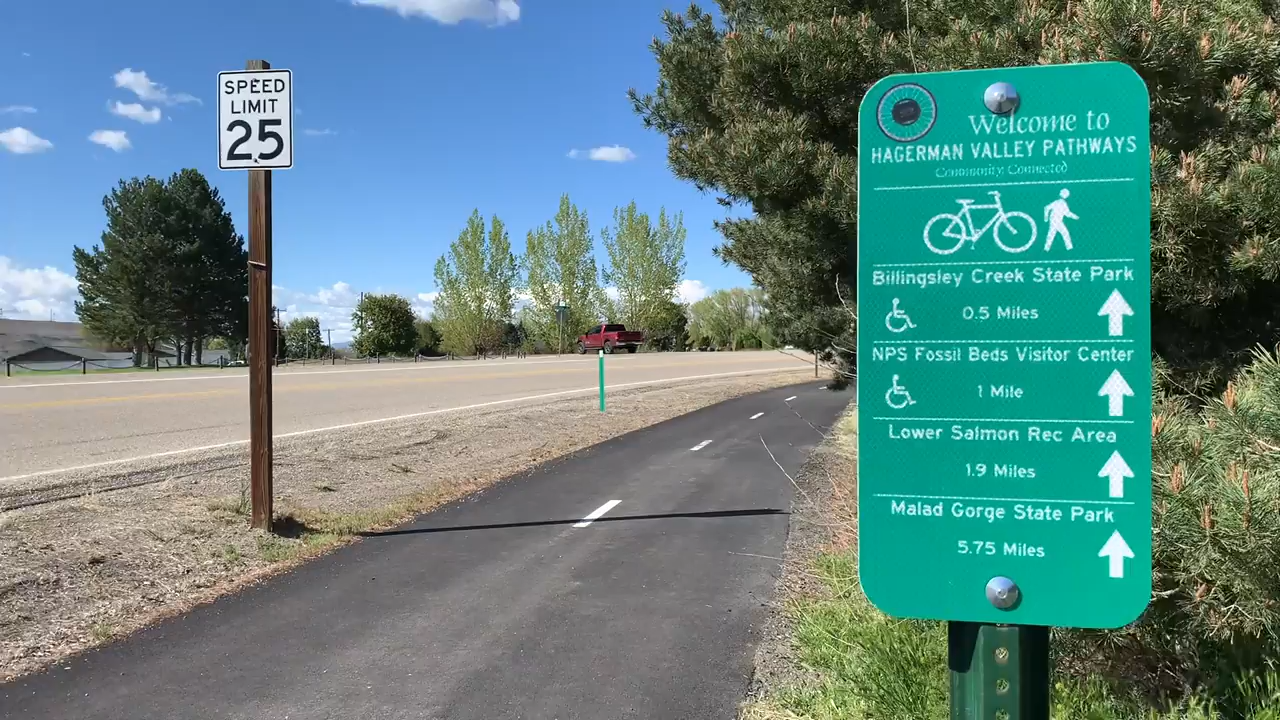 SPEED
LIMIT
25
Welcome to
HAGERMAN VALLEY PATHWAYS
Community Connected
Billingsley Creek State Park
0.5 Miles
NPS Fossil Beds Visitor Center
1 Mile
Lower Salmon Rec Area
1.9 Miles
Malad Gorge State Park
5.75 Miles